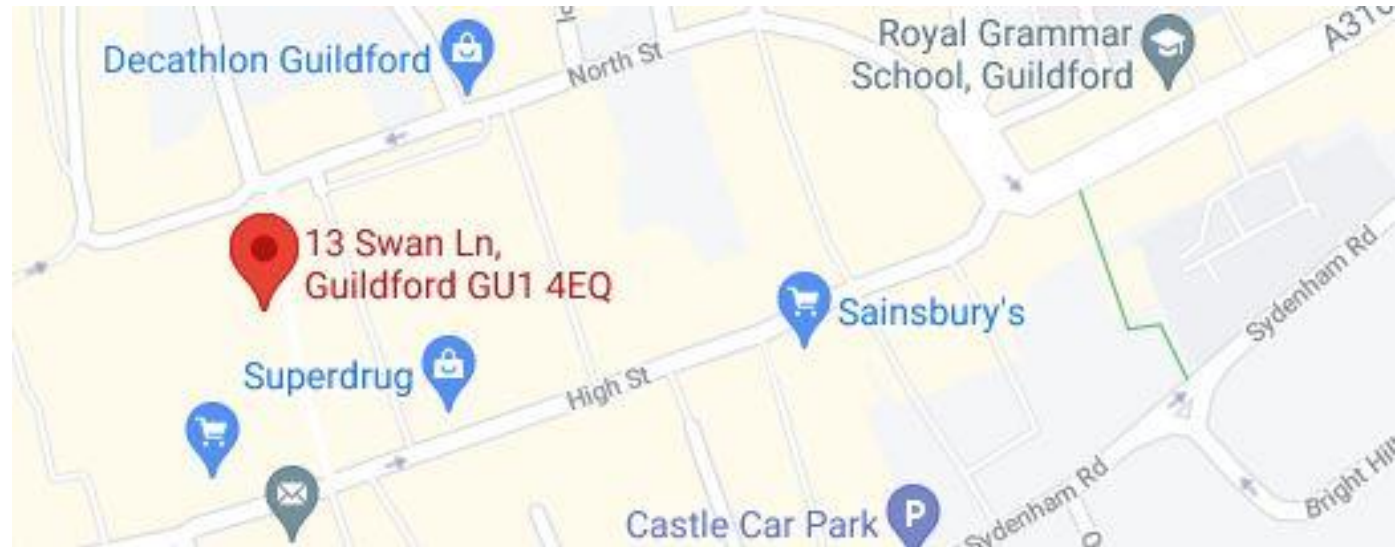 Decathlon Guildford
North St
Royal Grammar
School, Guildford
13 Swan Ln,
Guildford GU1 4EQ
Sainsbury's
Superdrug
High St
Sydenham Rd
Castle Car Park
P
Sydenham Rd